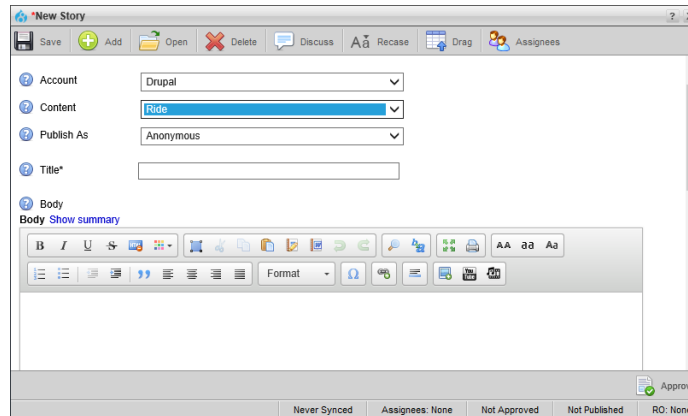 *New Story
Save Add Open Delete Discuss Aä Recase Drag Assignees
Account Drupal
Content Ride
Publish As Anonymous
Title*
Body
Body Show summary
B I U S AA aa Aa
Format Ω
Never Synced Assignees: None Not Approved Not Published RO: None